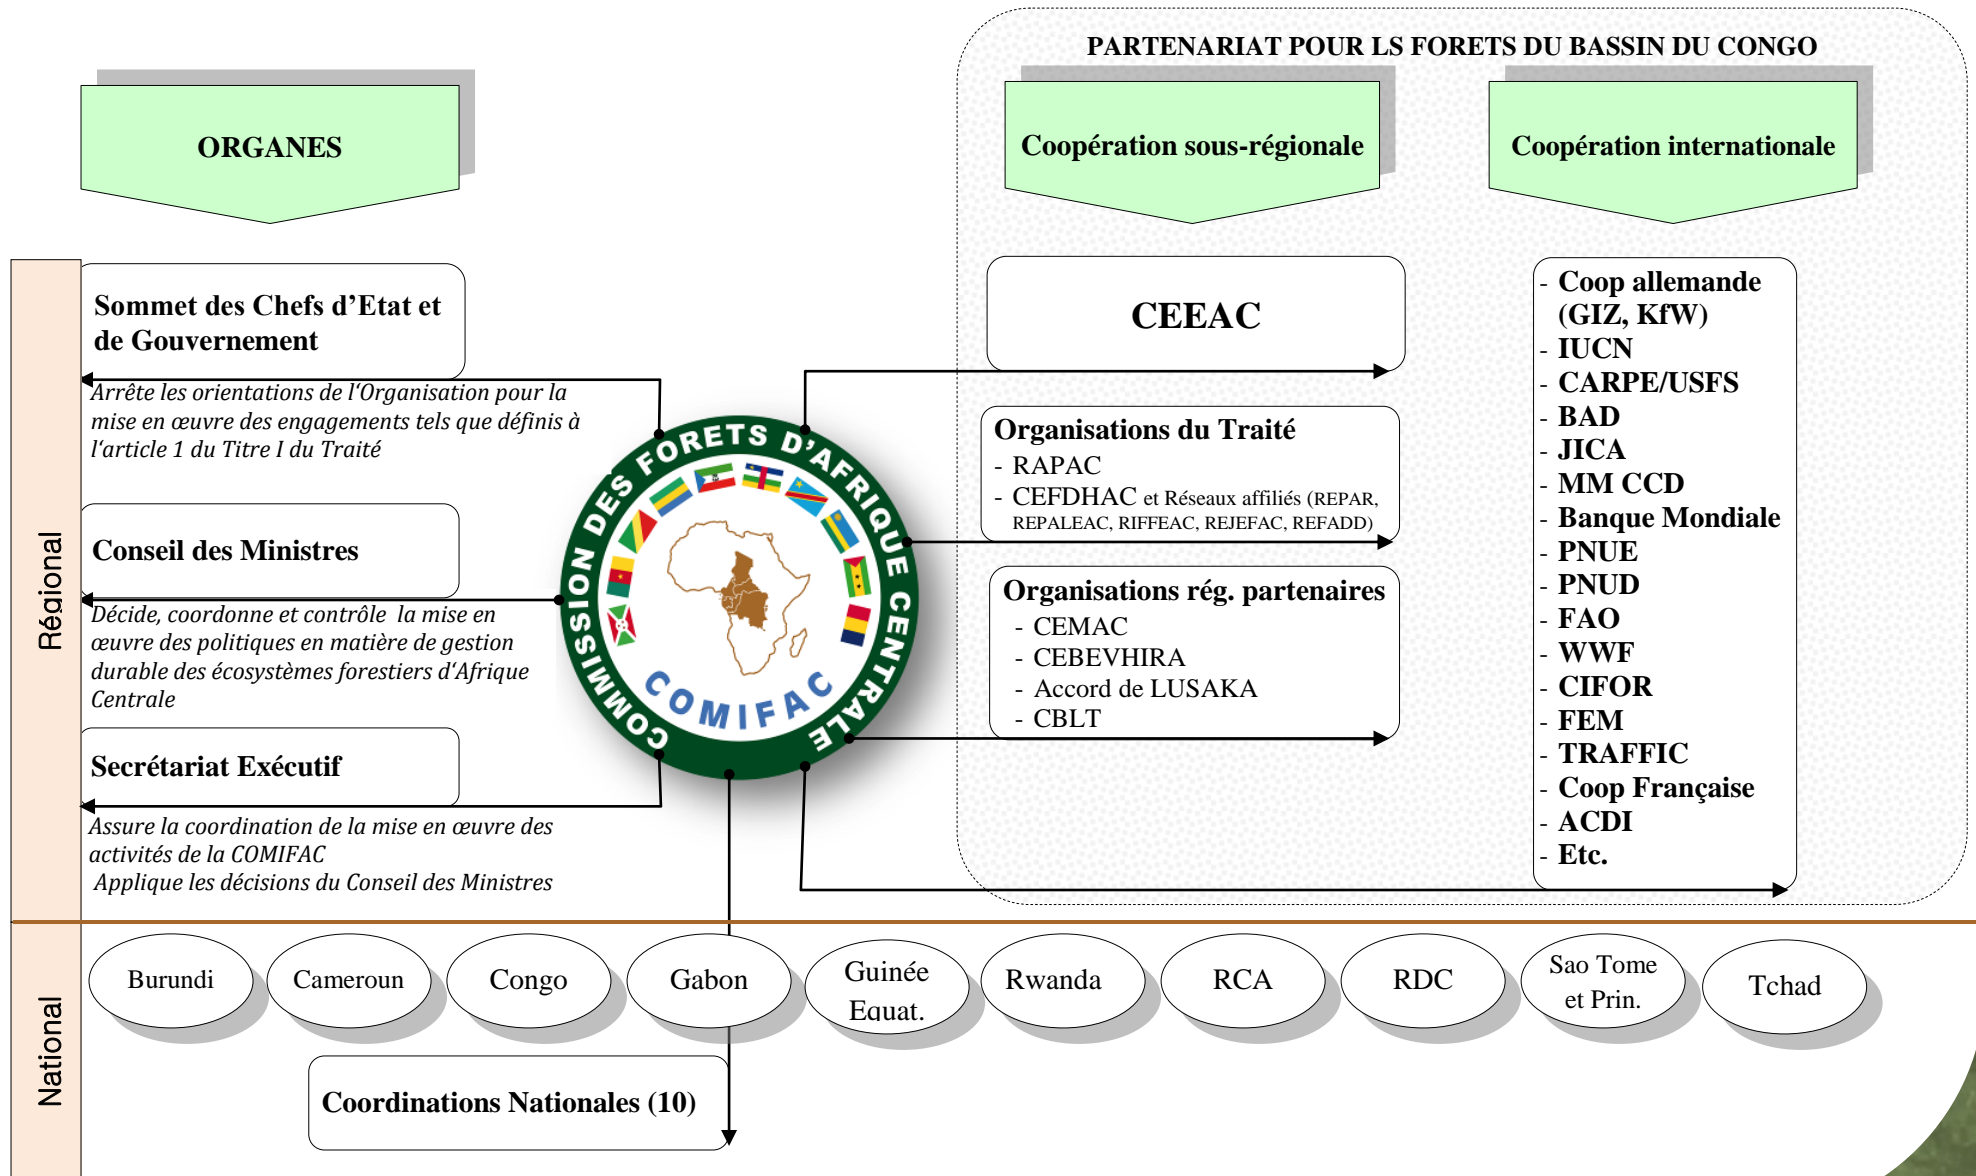 PARTENARIAT POUR LS FORETS DU BASSIN DU CONGO
ORGANES
Coopération sous-régionale
Coopération internationale
Régional
Sommet des Chefs d’Etat et
de Gouvernement
Arrête les orientations de l‘Organisation pour la
mise en œuvre des engagements tels que définis à
l‘article 1 du Titre I du Traité
Conseil des Ministres
Décide, coordonne et contrôle la mise en
œuvre des politiques en matière de gestion
durable des écosystèmes forestiers d‘Afrique
Centrale
Secrétariat Exécutif
Assure la coordination de la mise en œuvre des
activités de la COMIFAC
Applique les décisions du Conseil des Ministres
COMMISSION DES FORETS D'AFRIQUE CENTRALE
COMIFAC
CEEAC
Organisations du Traité
- RAPAC
- CEFDHAC et Réseaux affiliés (REPAR,
REPALEAC, RIFFEAC, REJEFAC, REFADD)
Organisations rég. partenaires
- CEMAC
- CEBEVHIRA
- Accord de LUSAKA
- CBLT
- Coop allemande
(GIZ, KfW)
- IUCN
- CARPE/USFS
- BAD
- JICA
- MM CCD
- Banque Mondiale
- PNUE
- PNUD
- FAO
- WWF
- CIFOR
- FEM
- TRAFFIC
- Coop Française
- ACDI
- Etc.
National
Burundi
Cameroun
Congo
Gabon
Guinée
Equat.
Rwanda
RCA
RDC
Sao Tome
et Prin.
Tchad
Coordinations Nationales (10)